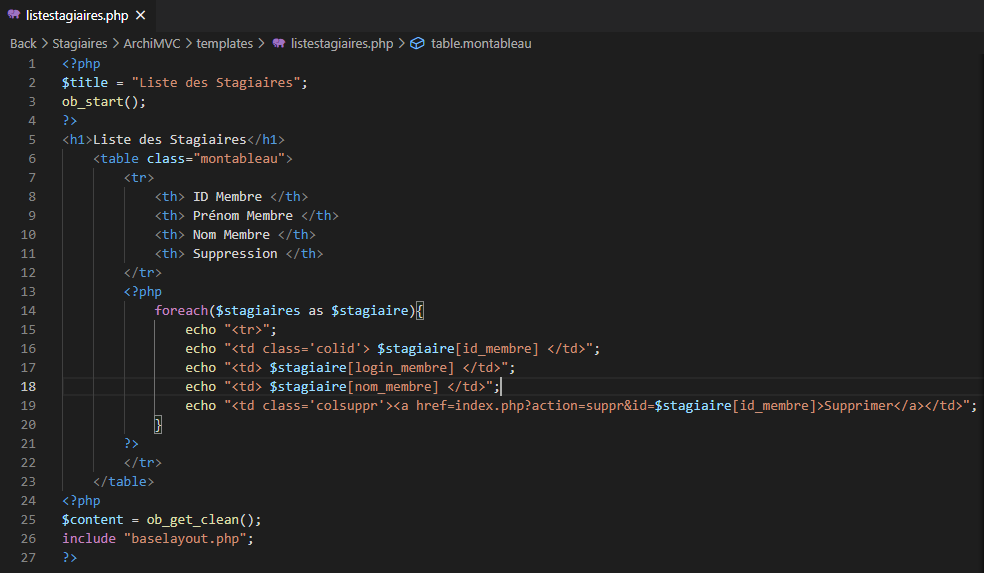 listestagiaires.php ✕
Back > Stagiaires > ArchiMVC > templates > listestagiaires.php > table.montableau
1 <?php
2 $title = "Liste des Stagiaires";
3 ob_start();
4 ?>
5 <h1>Liste des Stagiaires</h1>
6     <table class="montableau">
7         <tr>
8             <th> ID Membre </th>
9             <th> Prénom Membre </th>
10             <th> Nom Membre </th>
11             <th> Suppression </th>
12         </tr>
13         <?php
14             foreach($stagiaires as $stagiaire){
15                 echo "<tr>";
16                 echo "<td class='colid'> $stagiaire[id_membre] </td>";
17                 echo "<td> $stagiaire[login_membre] </td>";
18                 echo "<td> $stagiaire[nom_membre] </td>";
19                 echo "<td class='colsuppr'><a href=index.php?action=suppr&id=$stagiaire[id_membre]>Supprimer</a></td>";
20             }
21         ?>
22         </tr>
23     </table>
24 <?php
25 $content = ob_get_clean();
26 include "baselayout.php";
27 ?>